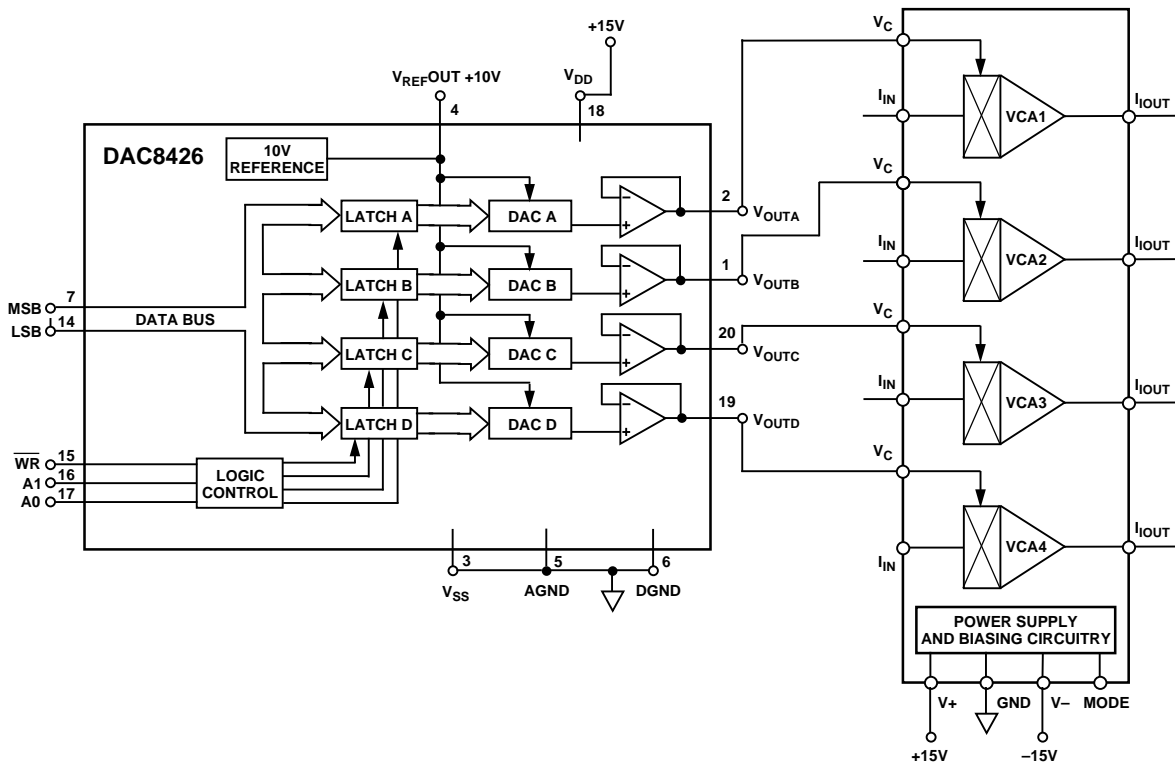 +15V
V_REF OUT +10V
4
V_DD
18
DAC8426
10V
REFERENCE
LATCH A
DAC A
2
V_OUTA
LATCH B
DAC B
1
V_OUTB
MSB
7
LSB
14
DATA BUS
LATCH C
DAC C
20
V_OUTC
LATCH D
DAC D
19
V_OUTD
WR
15
A1
16
A0
17
LOGIC
CONTROL
3
5
6
V_SS
AGND
DGND
− +
− +
− +
− +
V_C
I_IN
VCA1
I_IOUT
V_C
I_IN
VCA2
I_IOUT
V_C
I_IN
VCA3
I_IOUT
V_C
I_IN
VCA4
I_IOUT
POWER SUPPLY
AND BIASING CIRCUITRY
V+
GND
V–
MODE
+15V
–15V